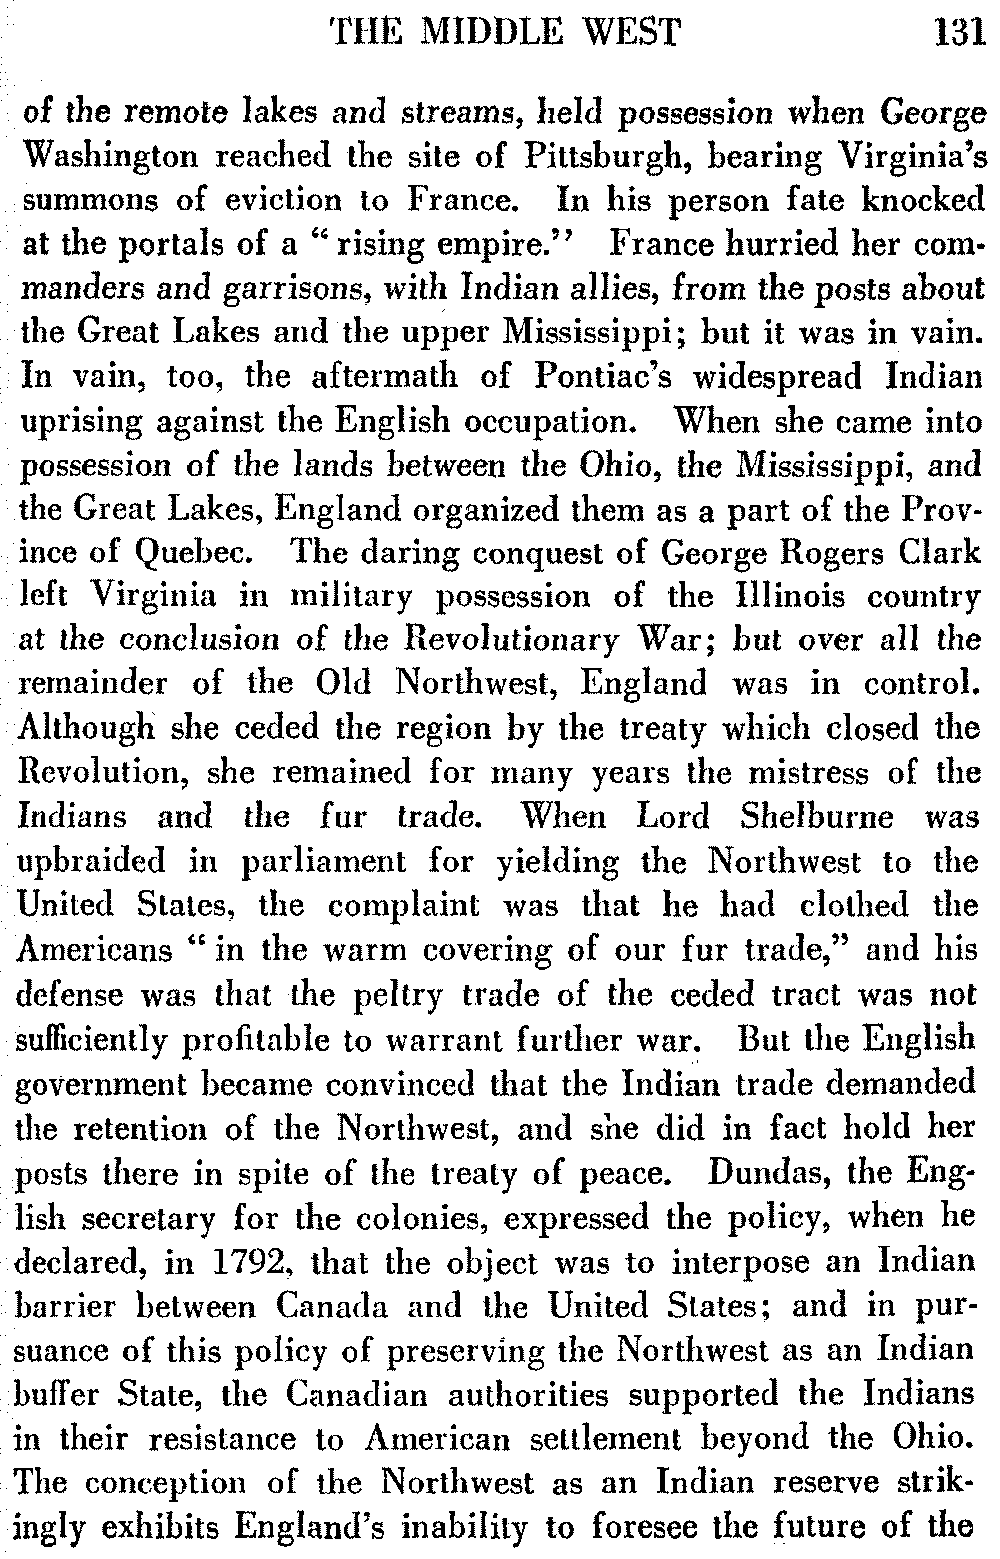 THE MIDDLE WEST 131
of the remote lakes and streams, held possession when George
Washington reached the site of Pittsburgh, bearing Virginia's
summons of eviction to France. In his person fate knocked
at the portals of a “ rising empire.” France hurried her com-
manders and garrisons, with Indian allies, from the posts about
the Great Lakes and the upper Mississippi; but it was in vain.
In vain, too, the aftermath of Pontiac's widespread Indian
uprising against the English occupation. When she came into
possession of the lands between the Ohio, the Mississippi, and
the Great Lakes, England organized them as a part of the Prov-
ince of Quebec. The daring conquest of George Rogers Clark
left Virginia in military possession of the Illinois country
at the conclusion of the Revolutionary War; but over all the
remainder of the Old Northwest, England was in control.
Although she ceded the region by the treaty which closed the
Revolution, she remained for many years the mistress of the
Indians and the fur trade. When Lord Shelburne was
upbraided in parliament for yielding the Northwest to the
United States, the complaint was that he had clothed the
Americans “ in the warm covering of our fur trade,” and his
defense was that the peltry trade of the ceded tract was not
sufficiently profitable to warrant further war. But the English
government became convinced that the Indian trade demanded
the retention of the Northwest, and she did in fact hold her
posts there in spite of the treaty of peace. Dundas, the Eng-
lish secretary for the colonies, expressed the policy, when he
declared, in 1792, that the object was to interpose an Indian
barrier between Canada and the United States; and in pur-
suance of this policy of preserving the Northwest as an Indian
buffer State, the Canadian authorities supported the Indians
in their resistance to American settlement beyond the Ohio.
The conception of the Northwest as an Indian reserve strik-
ingly exhibits England's inability to foresee the future of the